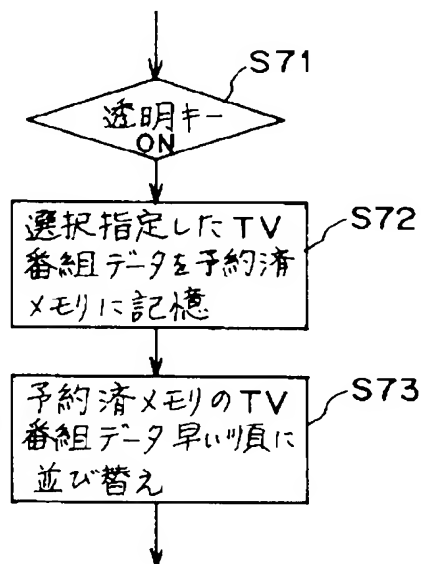 S71
透明キー
ON
S72
選択指定したTV
番組データを予約済
メモリに記憶
S73
予約済メモリのTV
番組データ早い順に
並び替え